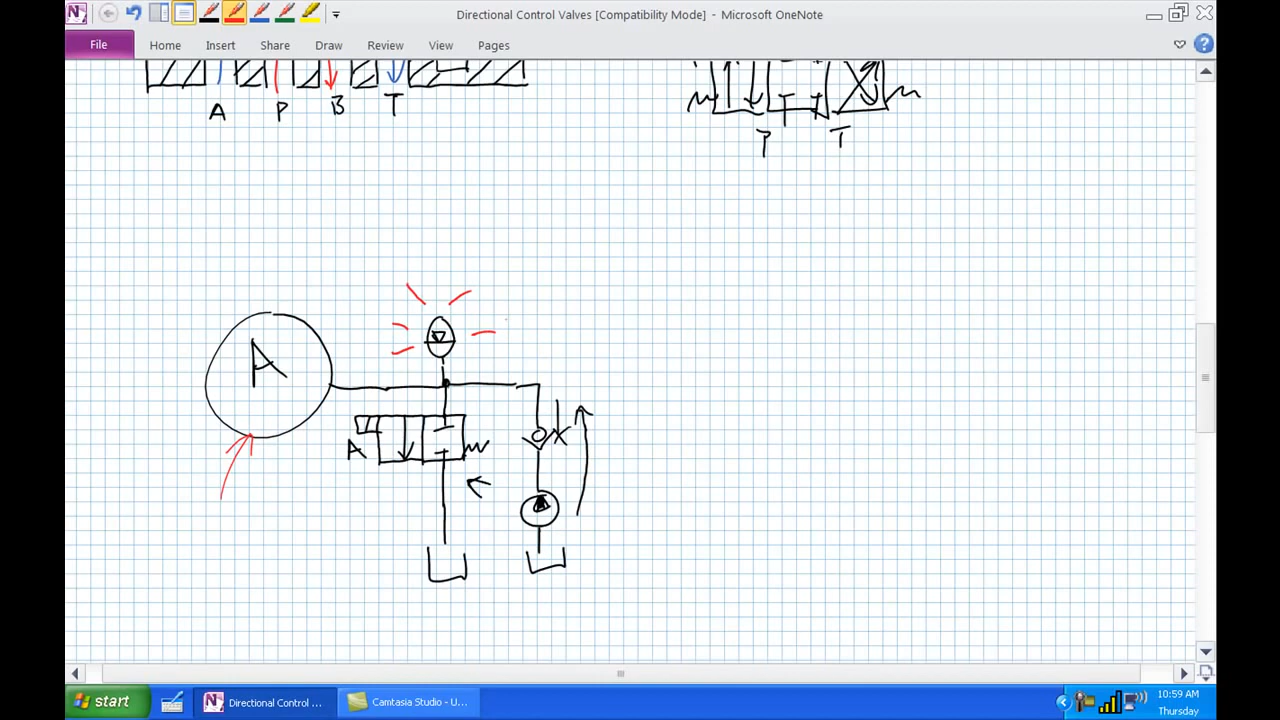 Directional Control Valves [Compatibility Mode] - Microsoft OneNote
File Home Insert Share Draw Review View Pages
A P B T
P T
A
A
start
Directional Control ...
Camtasia Studio - U...
10:59 AM
Thursday